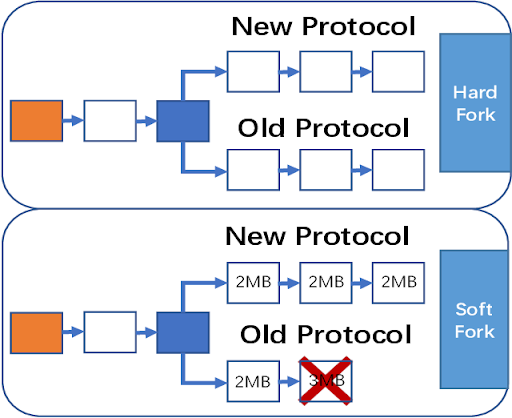 New Protocol
Hard
Fork
Old Protocol
New Protocol
2MB
2MB
2MB
Soft
Fork
Old Protocol
2MB
3MB